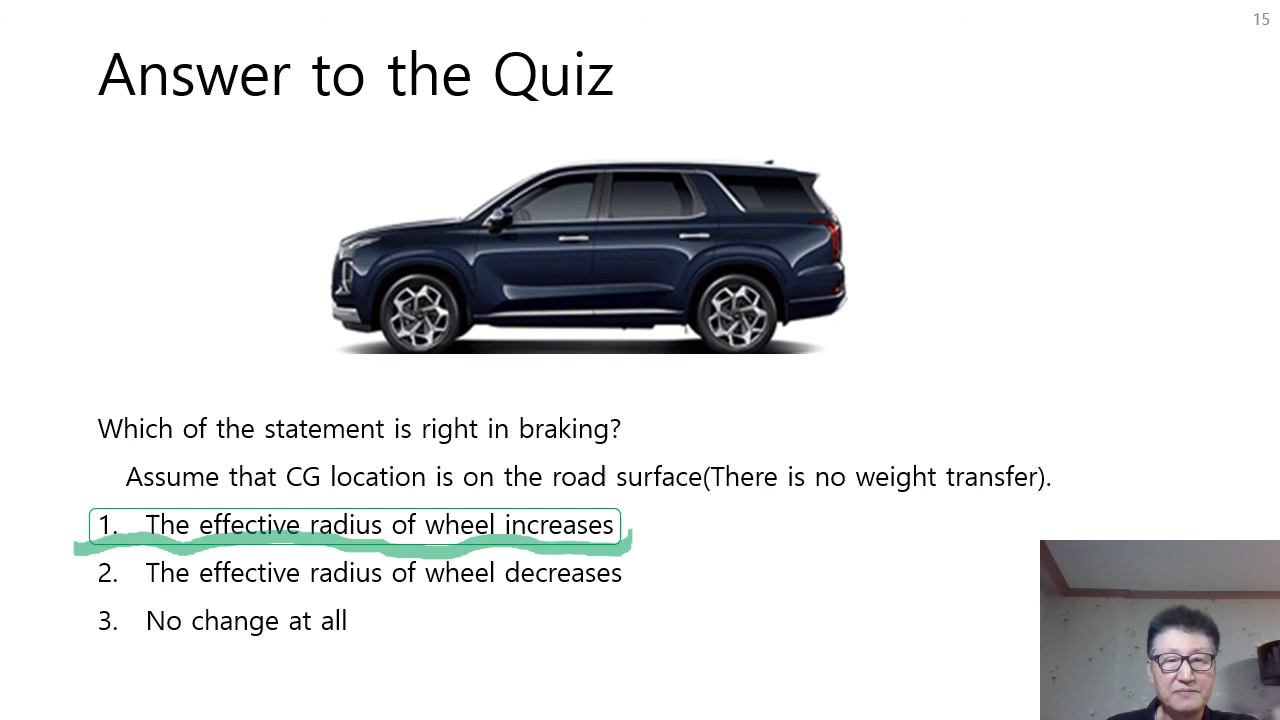 15
Answer to the Quiz
Which of the statement is right in braking?
Assume that CG location is on the road surface(There is no weight transfer).
1. The effective radius of wheel increases
2. The effective radius of wheel decreases
3. No change at all